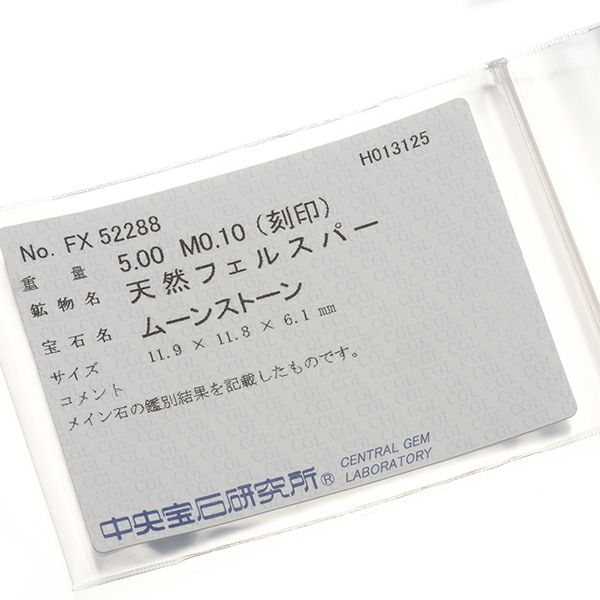 H013125
No. FX 52288
重量 5.00 M0.10 (刻印)
鉱物名 天然フェルスパー
宝石名 ムーンストーン
サイズ 11.9 × 11.8 × 6.1 mm
コメント
メイン石の鑑別結果を記載したものです。
中央宝石研究所® CENTRAL GEM
LABORATORY